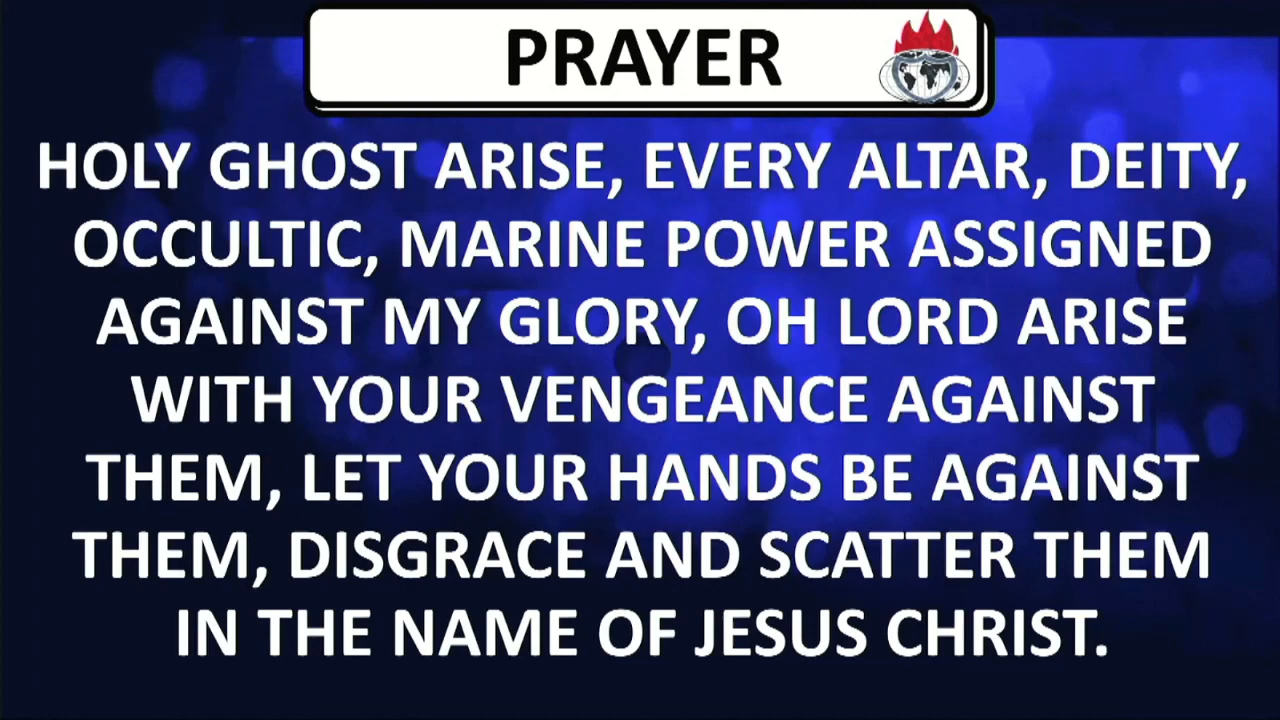 PRAYER
HOLY GHOST ARISE, EVERY ALTAR, DEITY,
OCCULTIC, MARINE POWER ASSIGNED
AGAINST MY GLORY, OH LORD ARISE
WITH YOUR VENGEANCE AGAINST
THEM, LET YOUR HANDS BE AGAINST
THEM, DISGRACE AND SCATTER THEM
IN THE NAME OF JESUS CHRIST.